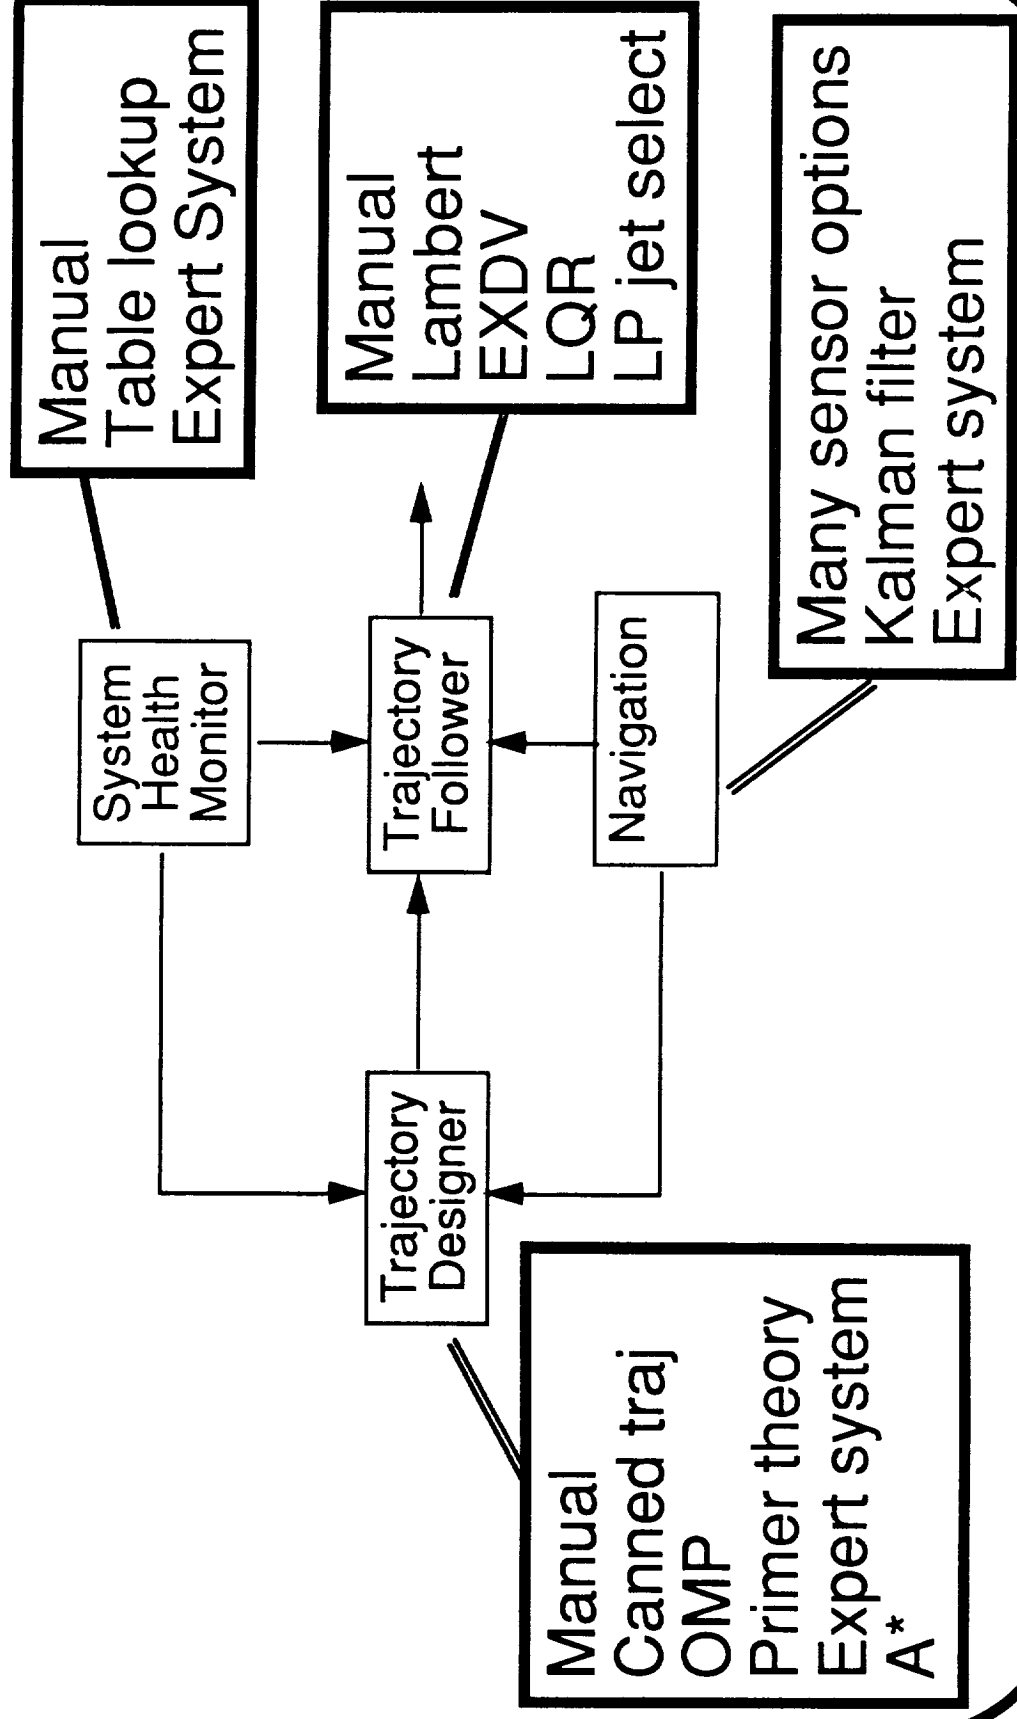 Manual
Table lookup
Expert System
System
Health
Monitor
Manual
Lambert
EXDV
LQR
LP jet select
Trajectory
Follower
Trajectory
Designer
Navigation
Many sensor options
Kalman filter
Expert system
Manual
Canned traj
OMP
Primer theory
Expert system
A*